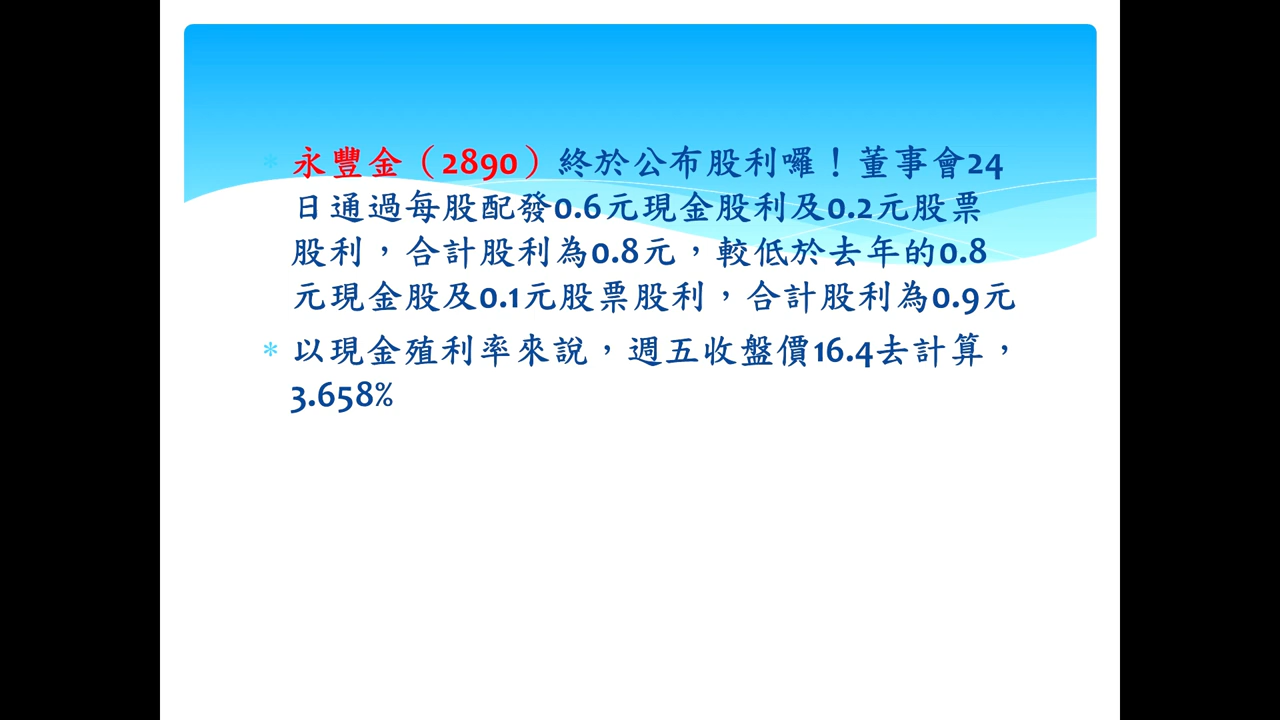 * 永豐金（2890）終於公布股利囉！董事會24
日通過每股配發0.6元現金股利及0.2元股票
股利，合計股利為0.8元，較低於去年的0.8
元現金股及0.1元股票股利，合計股利為0.9元
* 以現金殖利率來說，週五收盤價16.4去計算，
3.658%